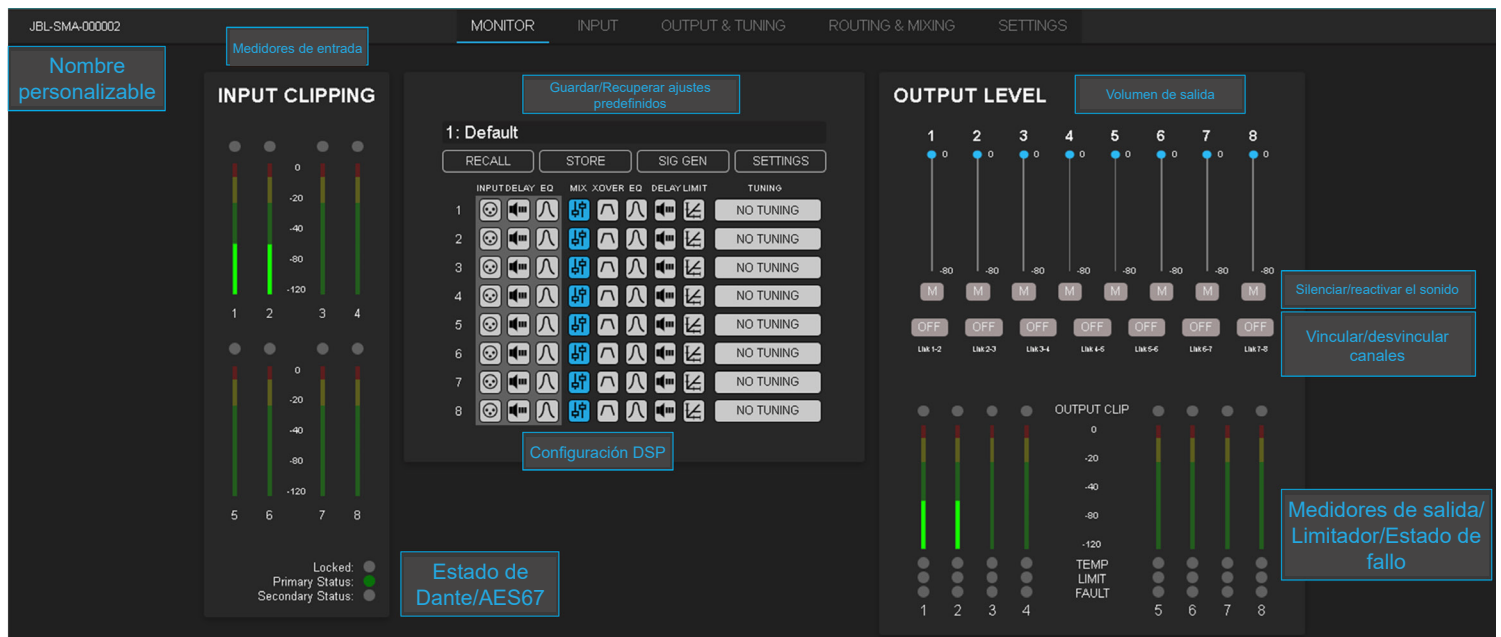 JBL-SMA-000002
MONITOR INPUT OUTPUT & TUNING ROUTING & MIXING SETTINGS
Nombre
personalizable
Medidores de entrada
INPUT CLIPPING
0
-20
-40
-80
-120
1 2 3 4
0
-20
-40
-80
-120
5 6 7 8
Locked:
Primary Status:
Secondary Status:
Estado de
Dante/AES67
Guardar/Recuperar ajustes
predefinidos
1: Default
RECALL STORE SIG GEN SETTINGS
INPUT DELAY EQ MIX XOVER EQ DELAY LIMIT TUNING
1 NO TUNING
2 NO TUNING
3 NO TUNING
4 NO TUNING
5 NO TUNING
6 NO TUNING
7 NO TUNING
8 NO TUNING
Configuración DSP
OUTPUT LEVEL
Volumen de salida
1 2 3 4 5 6 7 8
0 0 0 0 0 0 0 0
-80 -80 -80 -80 -80 -80 -80 -80
M M M M M M M M
Silenciar/reactivar el sonido
OFF OFF OFF OFF OFF OFF OFF
Link 1-2 Link 2-3 Link 3-4 Link 4-5 Link 5-6 Link 6-7 Link 7-8
Vincular/desvincular
canales
OUTPUT CLIP
0
-20
-40
-80
-120
TEMP
LIMIT
FAULT
1 2 3 4 5 6 7 8
Medidores de salida/
Limitador/Estado de
fallo